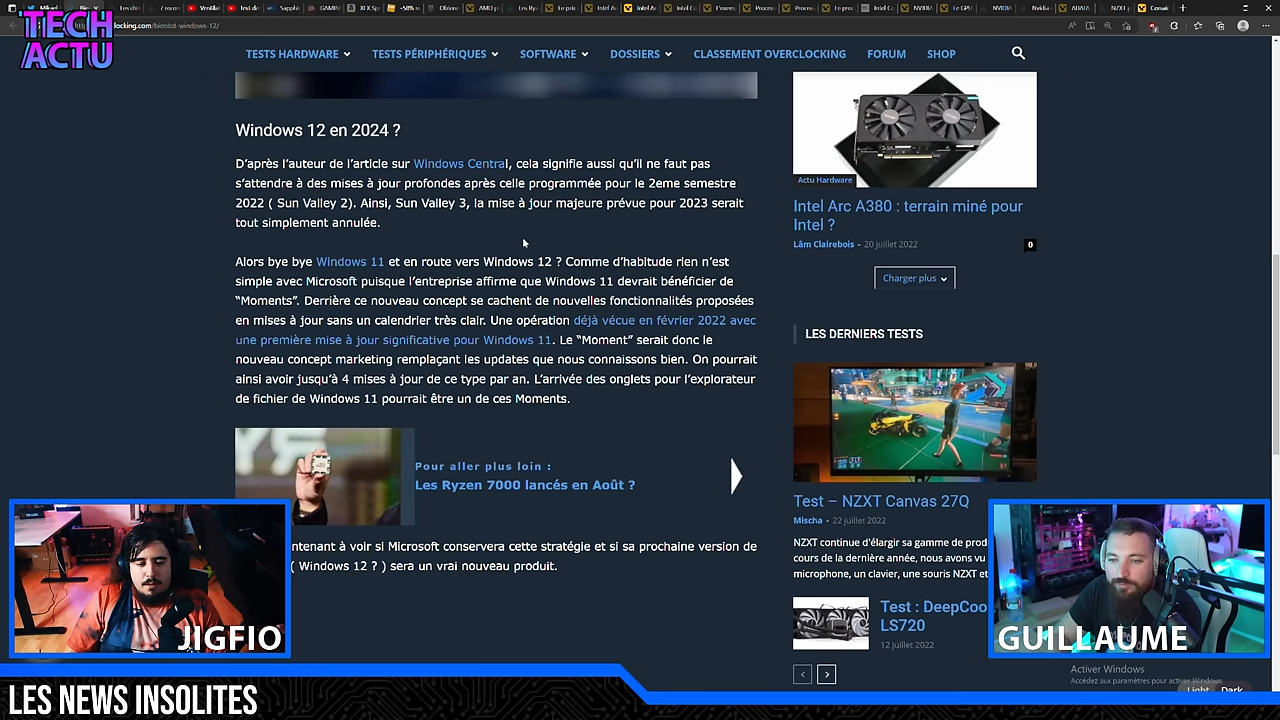 TECH
ACTU
locking.com/bientot-windows-12/
TESTS HARDWARE
TESTS PÉRIPHÉRIQUES
SOFTWARE
DOSSIERS
CLASSEMENT OVERCLOCKING
FORUM
SHOP
Windows 12 en 2024 ?
D’après l’auteur de l’article sur Windows Central, cela signifie aussi qu’il ne faut pas
s’attendre à des mises à jour profondes après celle programmée pour le 2eme semestre
2022 ( Sun Valley 2). Ainsi, Sun Valley 3, la mise à jour majeure prévue pour 2023 serait
tout simplement annulée.
Alors bye bye Windows 11 et en route vers Windows 12 ? Comme d’habitude rien n’est
simple avec Microsoft puisque l’entreprise affirme que Windows 11 devrait bénéficier de
“Moments”. Derrière ce nouveau concept se cachent de nouvelles fonctionnalités proposées
en mises à jour sans un calendrier très clair. Une opération déjà vécue en février 2022 avec
une première mise à jour significative pour Windows 11. Le “Moment” serait donc le
nouveau concept marketing remplaçant les updates que nous connaissons bien. On pourrait
ainsi avoir jusqu’à 4 mises à jour de ce type par an. L’arrivée des onglets pour l’explorateur
de fichier de Windows 11 pourrait être un de ces Moments.
Pour aller plus loin :
Les Ryzen 7000 lancés en Août ?
ntenant à voir si Microsoft conservera cette stratégie et si sa prochaine version de
( Windows 12 ? ) sera un vrai nouveau produit.
Actu Hardware
Intel Arc A380 : terrain miné pour
Intel ?
Lâm Clairebois - 20 juillet 2022
0
Charger plus
LES DERNIERS TESTS
Test – NZXT Canvas 27Q
Mischa - 22 juillet 2022
NZXT continue d'élargir sa gamme de prod
cours de la dernière année, nous avons vu
microphone, un clavier, une souris NZXT et
Test : DeepCoo
LS720
12 juillet 2022
JIGFIO
GUILLAUME
Activer Windows
Accédez aux paramètres pour activer Windows.
Light Dark
LES NEWS INSOLITES